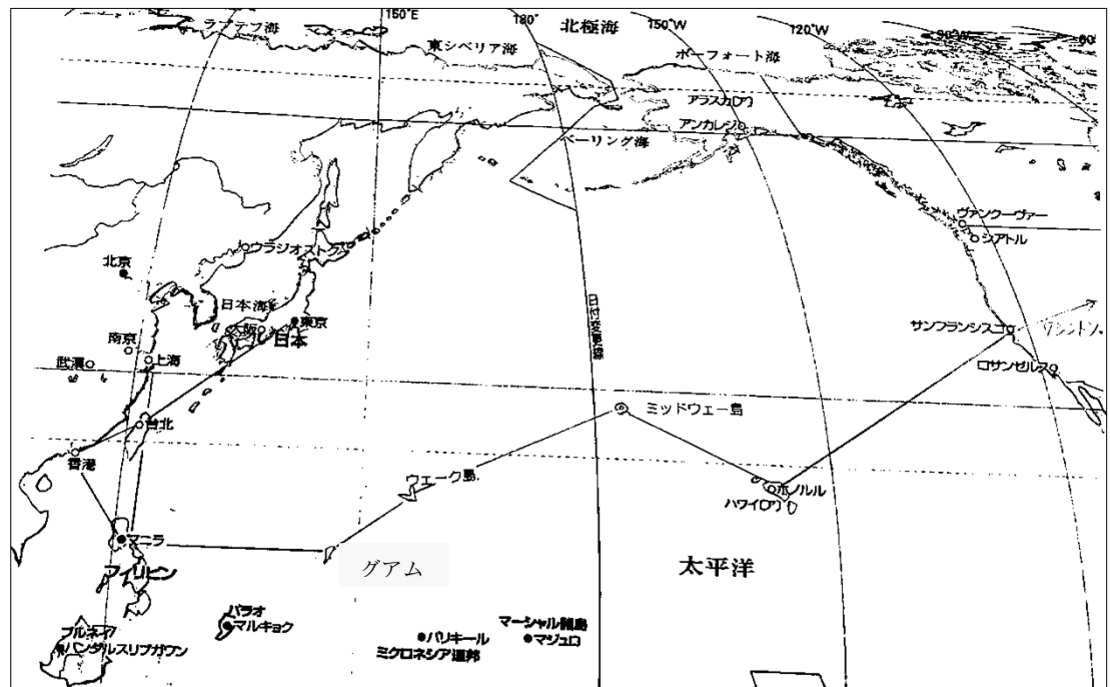 150°E
180°
北極海
150°W
120°W
90°W
60
ラプテフ海
東シベリア海
ボーフォート海
アラスカ(ア)
アンカレジ
ベーリング海
ヴァンクーヴァー
シアトル
ウラジオストク
北京
日本海
日付変更線
大阪
東京
日本
サンフランシスコ
ワシントン
南京
上海
武漢
ロサンゼルス
ミッドウェー島
台北
香港
ウェーク島
ホノルル
ハワイ(ア)
マニラ
グアム
太平洋
フィリピン
パラオ
マルキョク
マーシャル諸島
ブルネイ
バンダルスリブガワン
パリキール
マジュロ
ミクロネシア連邦